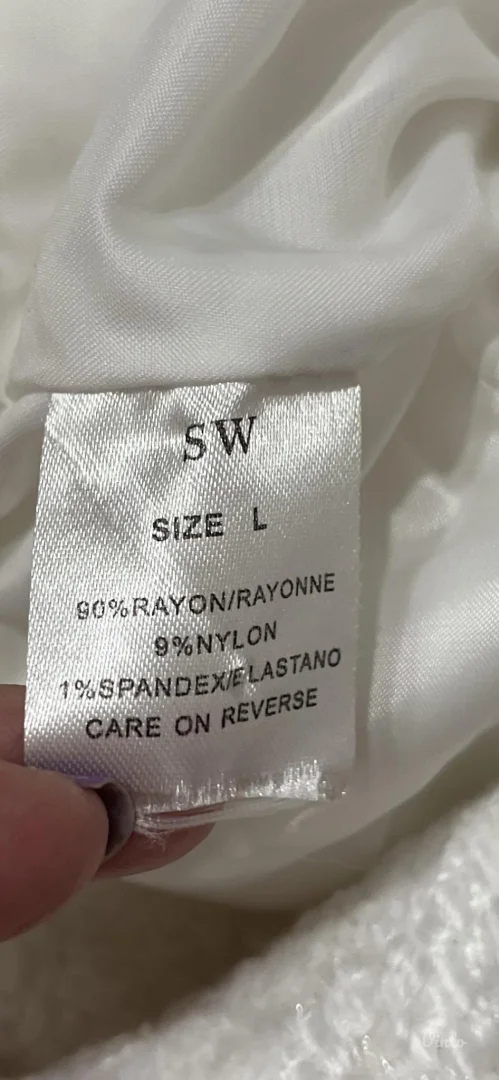 SW
SIZE L
90%RAYON/RAYONNE
9%NYLON
1%SPANDEX/ELASTANO
CARE ON REVERSE